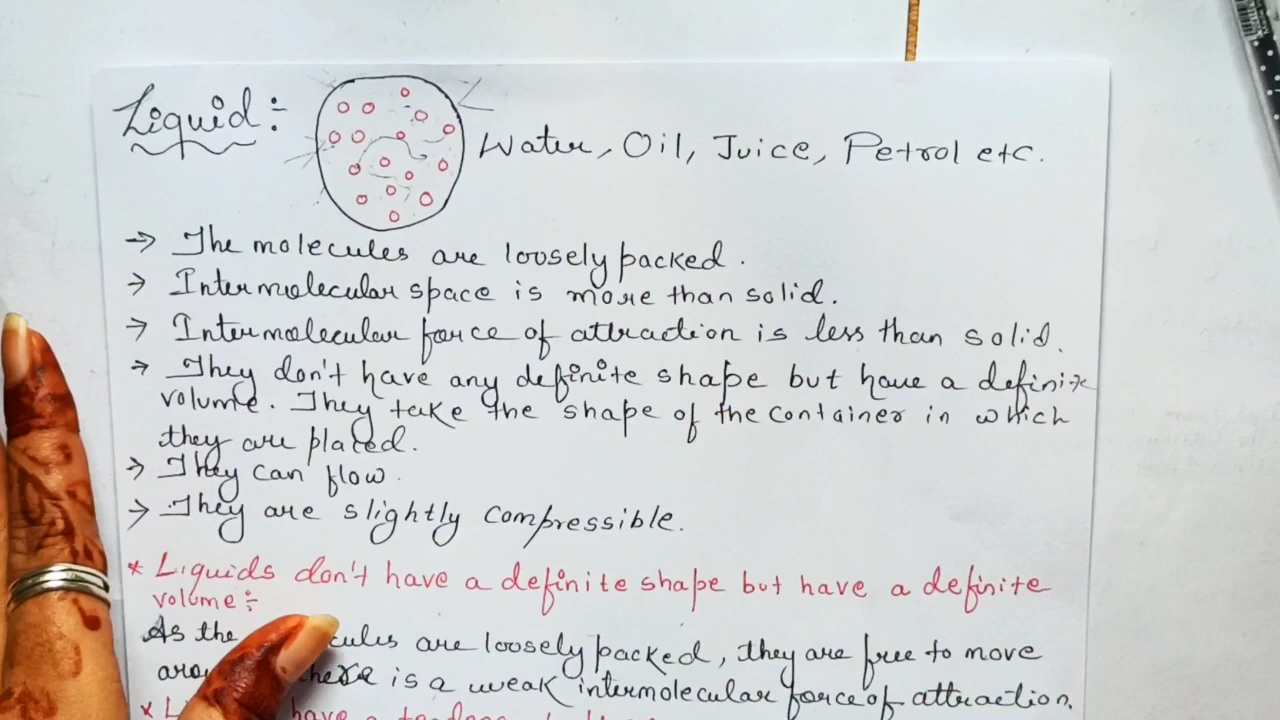 Liquid:-
Water, Oil, Juice, Petrol etc.
→ The molecules are loosely packed.
→ Intermolecular space is more than solid.
→ Intermolecular force of attraction is less than solid.
→ They don't have any definite shape but have a definite
volume. They take the shape of the container in which
they are placed.
→ They can flow.
→ They are slightly compressible.
* Liquids don't have a definite shape but have a definite
volume:-
As the cules are loosely packed, they are free to move
is a weak intermolecular force of attraction.
* have a